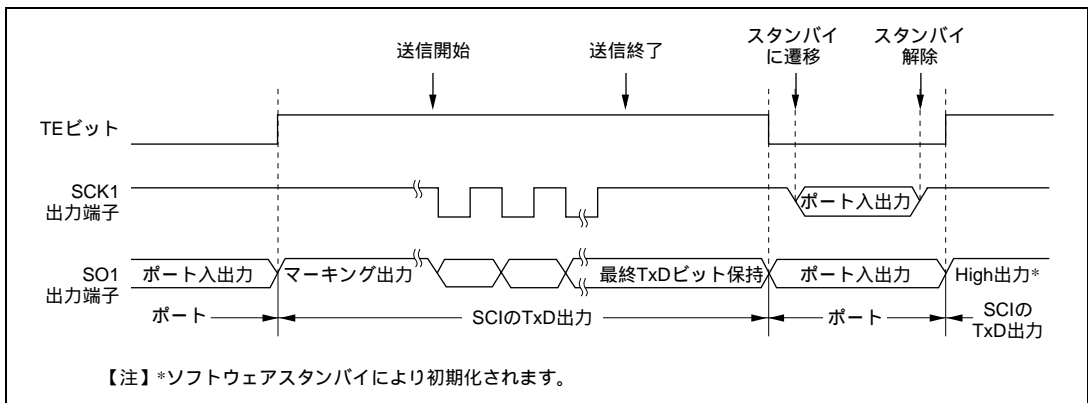 送信開始
送信終了
スタンバイ
に遷移
スタンバイ
解除
TEビット
SCK1
出力端子
ポート入出力
SO1
出力端子
ポート入出力
マーキング出力
最終TxDビット保持
ポート入出力
High出力*
ポート
SCIのTxD出力
ポート
SCIの
TxD出力
【注】*ソフトウェアスタンバイにより初期化されます。